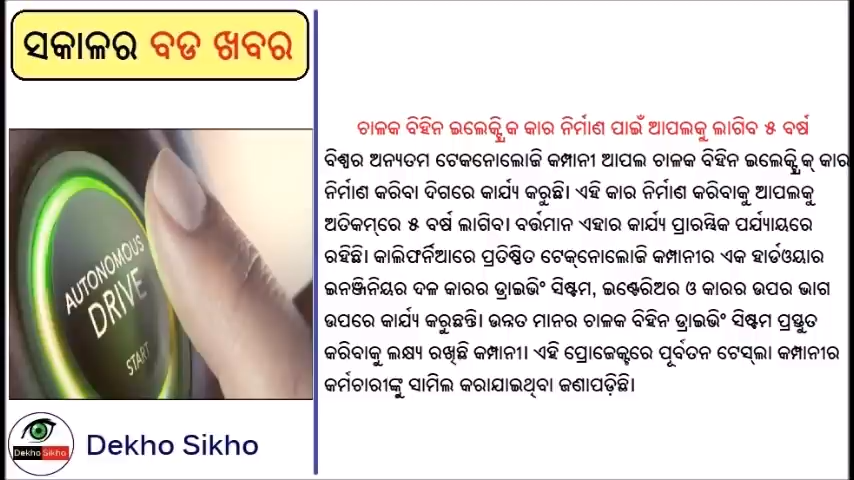 ସକାଳର ବଡ ଖବର
ଚାଳକ ବିହିନ ଇଲେକ୍ଟ୍ରିକ କାର ନିର୍ମାଣ ପାଇଁ ଆପଲକୁ ଲାଗିବ ୫ ବର୍ଷ
ବିଶ୍ୱର ଅନ୍ୟତମ ଟେକନୋଲୋଜି କମ୍ପାନୀ ଆପଲ ଚାଳକ ବିହିନ ଇଲେକ୍ଟ୍ରିକ୍ କାର
ନିର୍ମାଣ କରିବା ଦିଗରେ କାର୍ଯ୍ୟ କରୁଛି। ଏହି କାର ନିର୍ମାଣ କରିବାକୁ ଆପଲକୁ
ଅତିକମ୍‌ରେ ୫ ବର୍ଷ ଲାଗିବ। ବର୍ତ୍ତମାନ ଏହାର କାର୍ଯ୍ୟ ପ୍ରାରମ୍ଭିକ ପର୍ଯ୍ୟାୟରେ
ରହିଛି। କାଲିଫର୍ନିଆରେ ପ୍ରତିଷ୍ଠିତ ଟେକ୍‌ନୋଲୋଜି କମ୍ପାନୀର ଏକ ହାର୍ଡଓୟାର
ଇନଞ୍ଜିନିୟର ଦଳ କାରର ଡ୍ରାଇଭିଂ ସିଷ୍ଟମ, ଇଣ୍ଟେରିଅର ଓ କାରର ଉପର ଭାଗ
ଉପରେ କାର୍ଯ୍ୟ କରୁଛନ୍ତି। ଉନ୍ନତ ମାନର ଚାଳକ ବିହିନ ଡ୍ରାଇଭିଂ ସିଷ୍ଟମ ପ୍ରସ୍ତୁତ
କରିବାକୁ ଲକ୍ଷ୍ୟ ରଖିଛି କମ୍ପାନୀ। ଏହି ପ୍ରୋଜେକ୍ଟରେ ପୂର୍ବତନ ଟେସ୍‌ଲା କମ୍ପାନୀର
କର୍ମଚାରୀଙ୍କୁ ସାମିଲ କରାଯାଇଥିବା ଜଣାପଡ଼ିଛି।
AUTONOMOUS
DRIVE
START
Dekho Sikho
Dekho Sikho